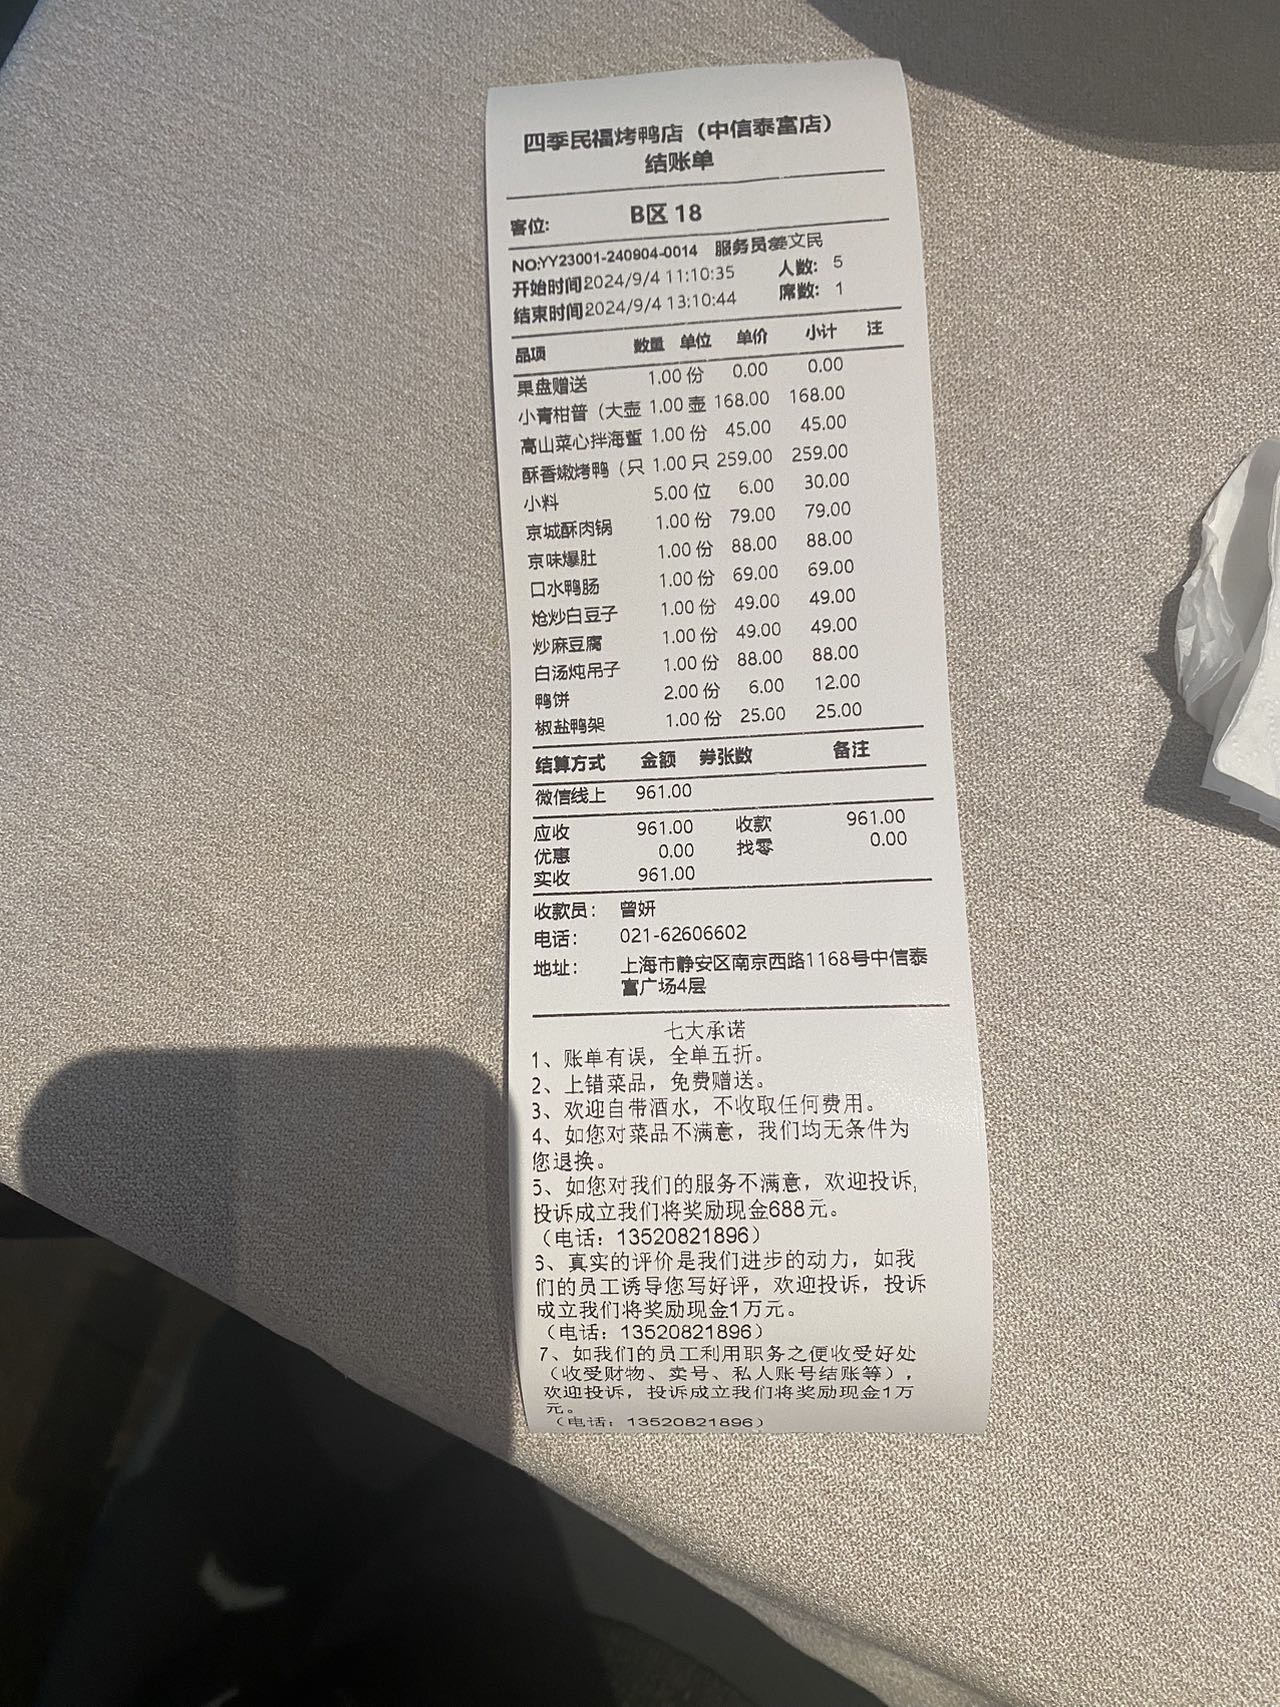 四季民福烤鸭店（中信泰富店）
结账单
客位: B区 18
NO:YY23001-240904-0014 服务员姜文民
开始时间2024/9/4 11:10:35 人数: 5
结束时间2024/9/4 13:10:44 席数: 1
品项 数量 单位 单价 小计 注
果盘赠送 1.00 份 0.00 0.00
小青柑普（大壶 1.00 壶 168.00 168.00
高山菜心拌海蜇 1.00 份 45.00 45.00
酥香嫩烤鸭（只 1.00 只 259.00 259.00
小料 5.00 位 6.00 30.00
京城酥肉锅 1.00 份 79.00 79.00
京味爆肚 1.00 份 88.00 88.00
口水鸭肠 1.00 份 69.00 69.00
炝炒白豆子 1.00 份 49.00 49.00
炒麻豆腐 1.00 份 49.00 49.00
白汤炖吊子 1.00 份 88.00 88.00
鸭饼 2.00 份 6.00 12.00
椒盐鸭架 1.00 份 25.00 25.00
结算方式 金额 券张数 备注
微信线上 961.00
应收 961.00 收款 961.00
优惠 0.00 找零 0.00
实收 961.00
收款员: 曾妍
电话: 021-62606602
地址: 上海市静安区南京西路1168号中信泰
富广场4层
七大承诺
1、账单有误，全单五折。
2、上错菜品，免费赠送。
3、欢迎自带酒水，不收取任何费用。
4、如您对菜品不满意，我们均无条件为
您退换。
5、如您对我们的服务不满意，欢迎投诉,
投诉成立我们将奖励现金688元。
（电话：13520821896）
6、真实的评价是我们进步的动力，如我
们的员工诱导您写好评，欢迎投诉，投诉
成立我们将奖励现金1万元。
（电话：13520821896）
7、如我们的员工利用职务之便收受好处
（收受财物、卖号、私人账号结账等），
欢迎投诉，投诉成立我们将奖励现金1万
元。
（电话：13520821896）